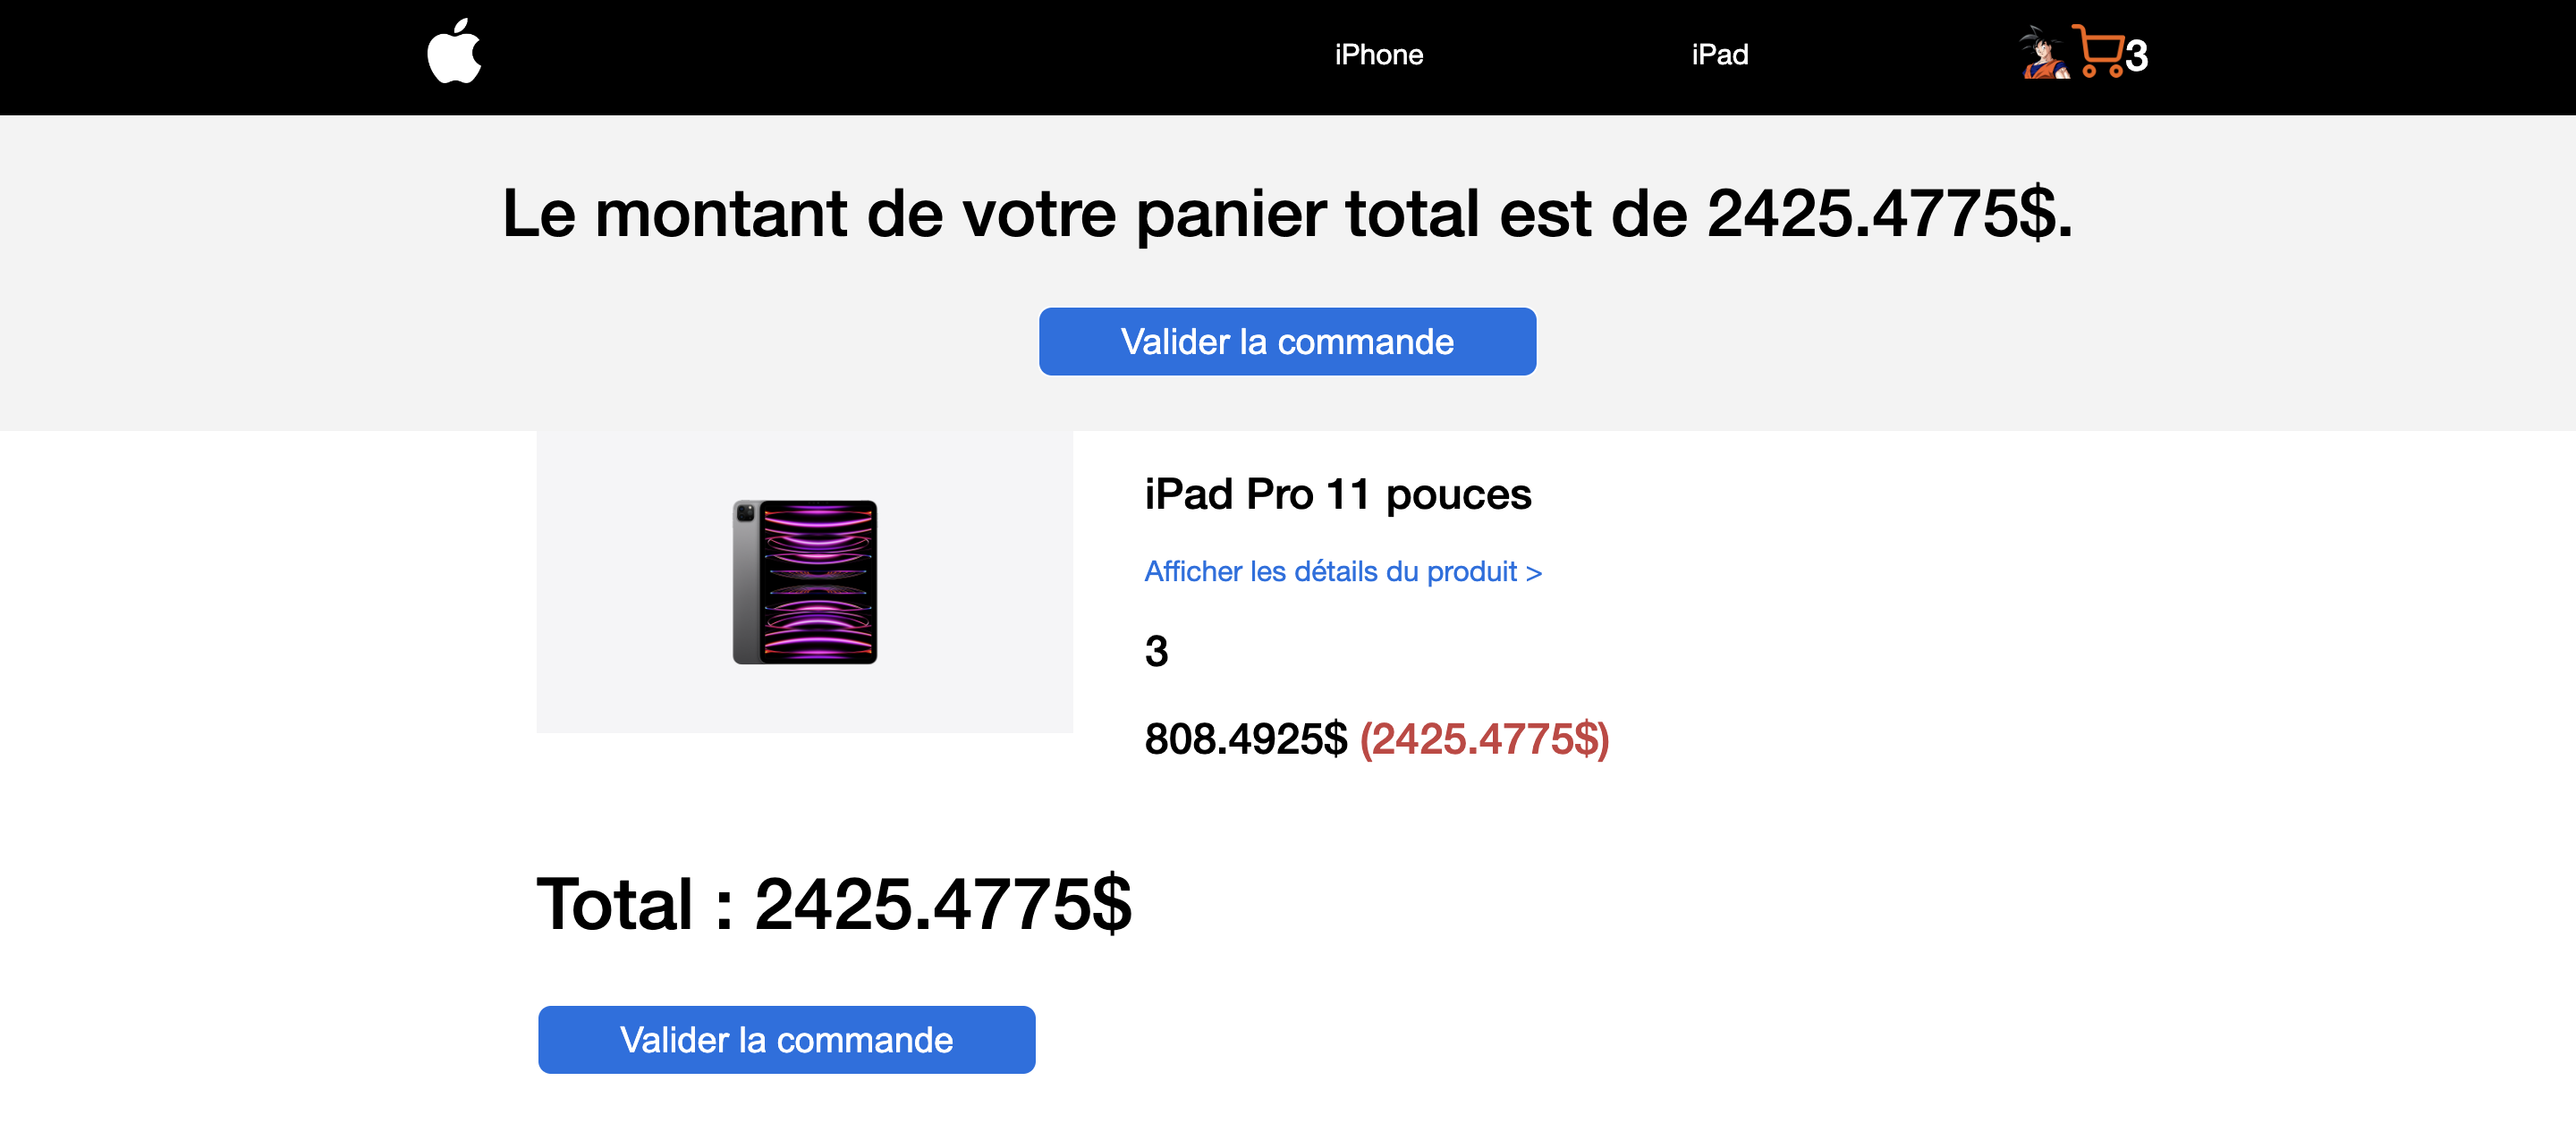 iPhone iPad 3
Le montant de votre panier total est de 2425.4775$.
Valider la commande
iPad Pro 11 pouces
Afficher les détails du produit >
3
808.4925$ (2425.4775$)
Total : 2425.4775$
Valider la commande